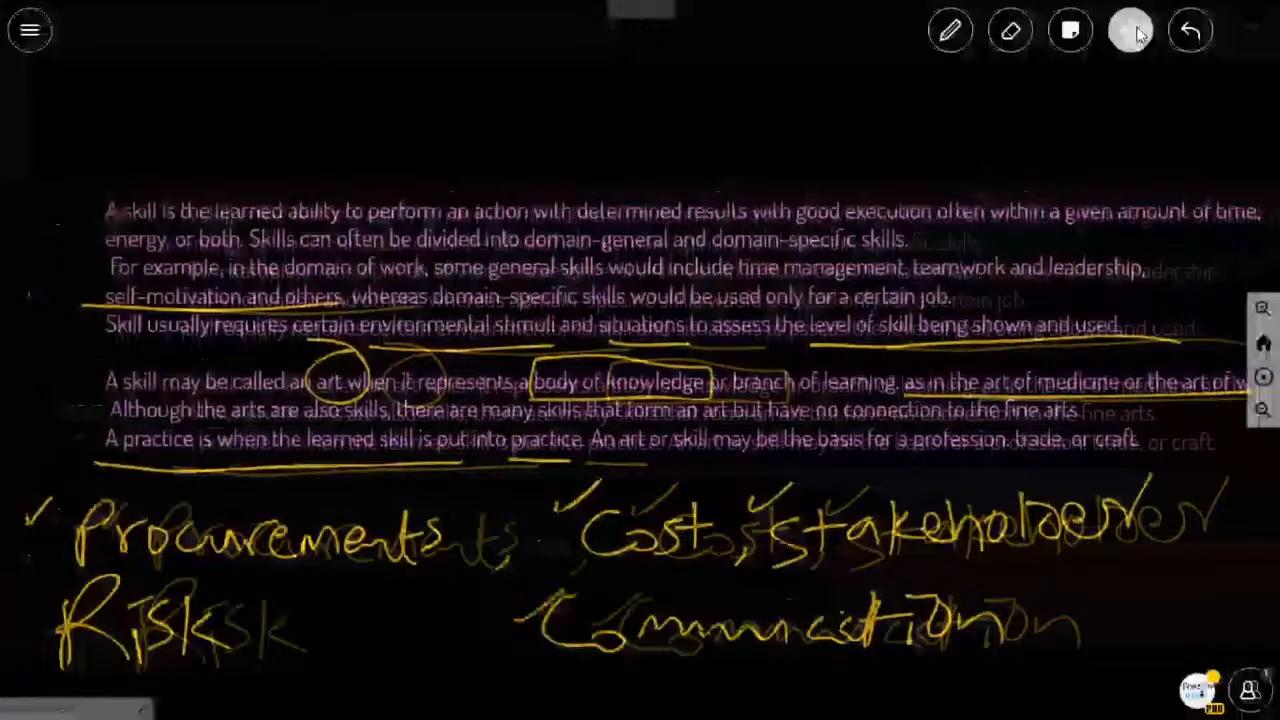 A skill is the learned ability to perform an action with determined results with good execution often within a given amount of time,
energy, or both. Skills can often be divided into domain-general and domain-specific skills.
For example, in the domain of work, some general skills would include time management, teamwork and leadership,
self-motivation and others, whereas domain-specific skills would be used only for a certain job.
Skill usually requires certain environmental stimuli and situations to assess the level of skill being shown and used.
A skill may be called an art when it represents a body of knowledge or branch of learning, as in the art of medicine or the art of w
Although the arts are also skills, there are many skills that form an art but have no connection to the fine arts.
A practice is when the learned skill is put into practice. An art or skill may be the basis for a profession, trade, or craft.
Procurements, Costs, Stakeholder
Risk Communication
PRO